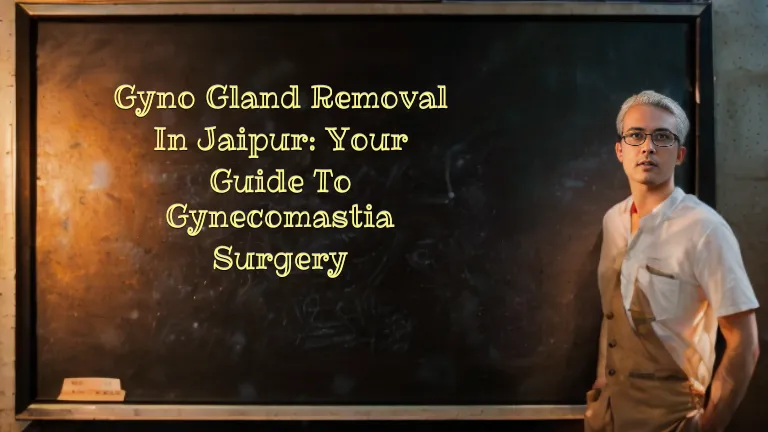 Gyno Gland Removal
In Jaipur: Your
Guide To
Gynecomastia
Surgery